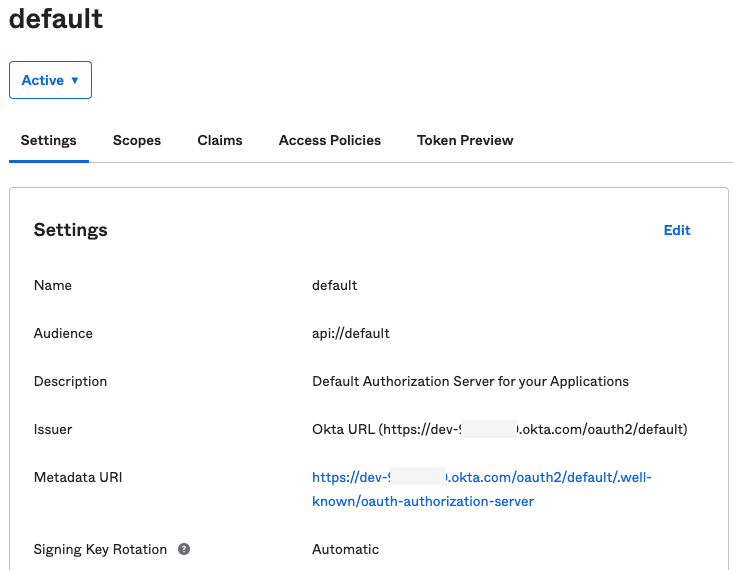 default
Active ▼
Settings Scopes Claims Access Policies Token Preview
Settings Edit
Name default
Audience api://default
Description Default Authorization Server for your Applications
Issuer Okta URL (https://dev- .okta.com/oauth2/default)
Metadata URI https://dev- .okta.com/oauth2/default/.well-
known/oauth-authorization-server
Signing Key Rotation ? Automatic